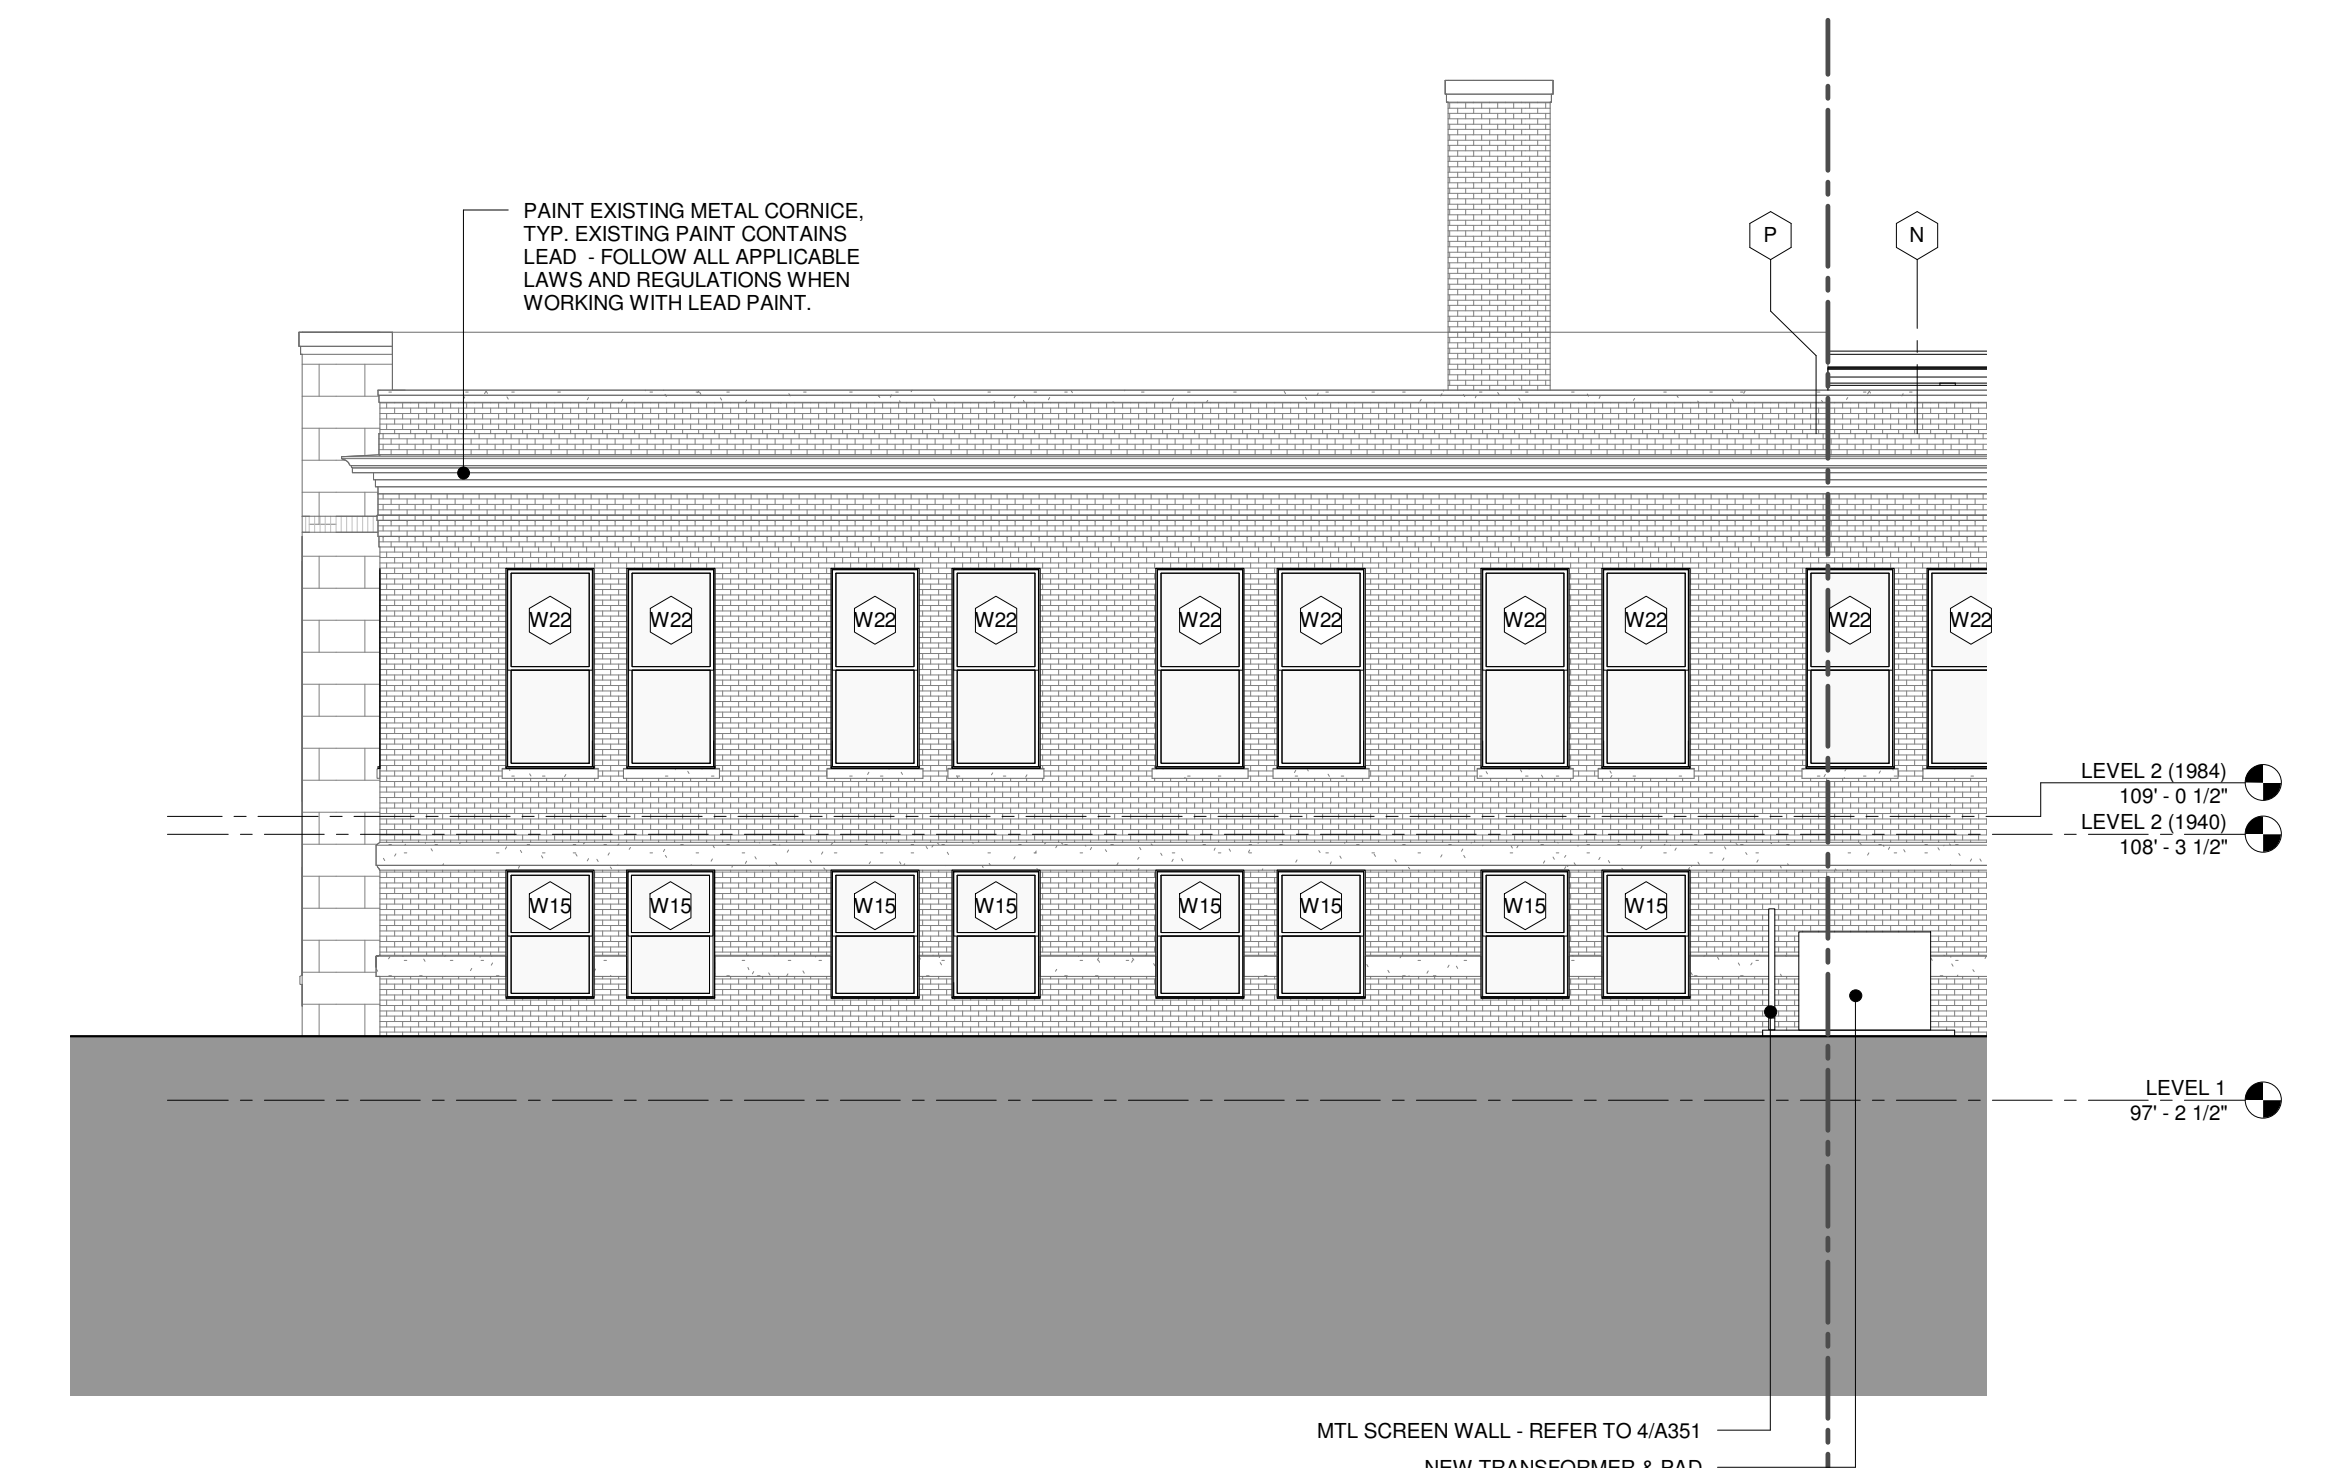 PAINT EXISTING METAL CORNICE,
TYP. EXISTING PAINT CONTAINS
LEAD - FOLLOW ALL APPLICABLE
LAWS AND REGULATIONS WHEN
WORKING WITH LEAD PAINT.
P
N
W22
W22
W22
W22
W22
W22
W22
W22
W22
W22
LEVEL 2 (1984)
109' - 0 1/2"
LEVEL 2 (1940)
108' - 3 1/2"
W15
W15
W15
W15
W15
W15
W15
W15
LEVEL 1
97' - 2 1/2"
MTL SCREEN WALL - REFER TO 4/A351
NEW TRANSFORMER & PAD